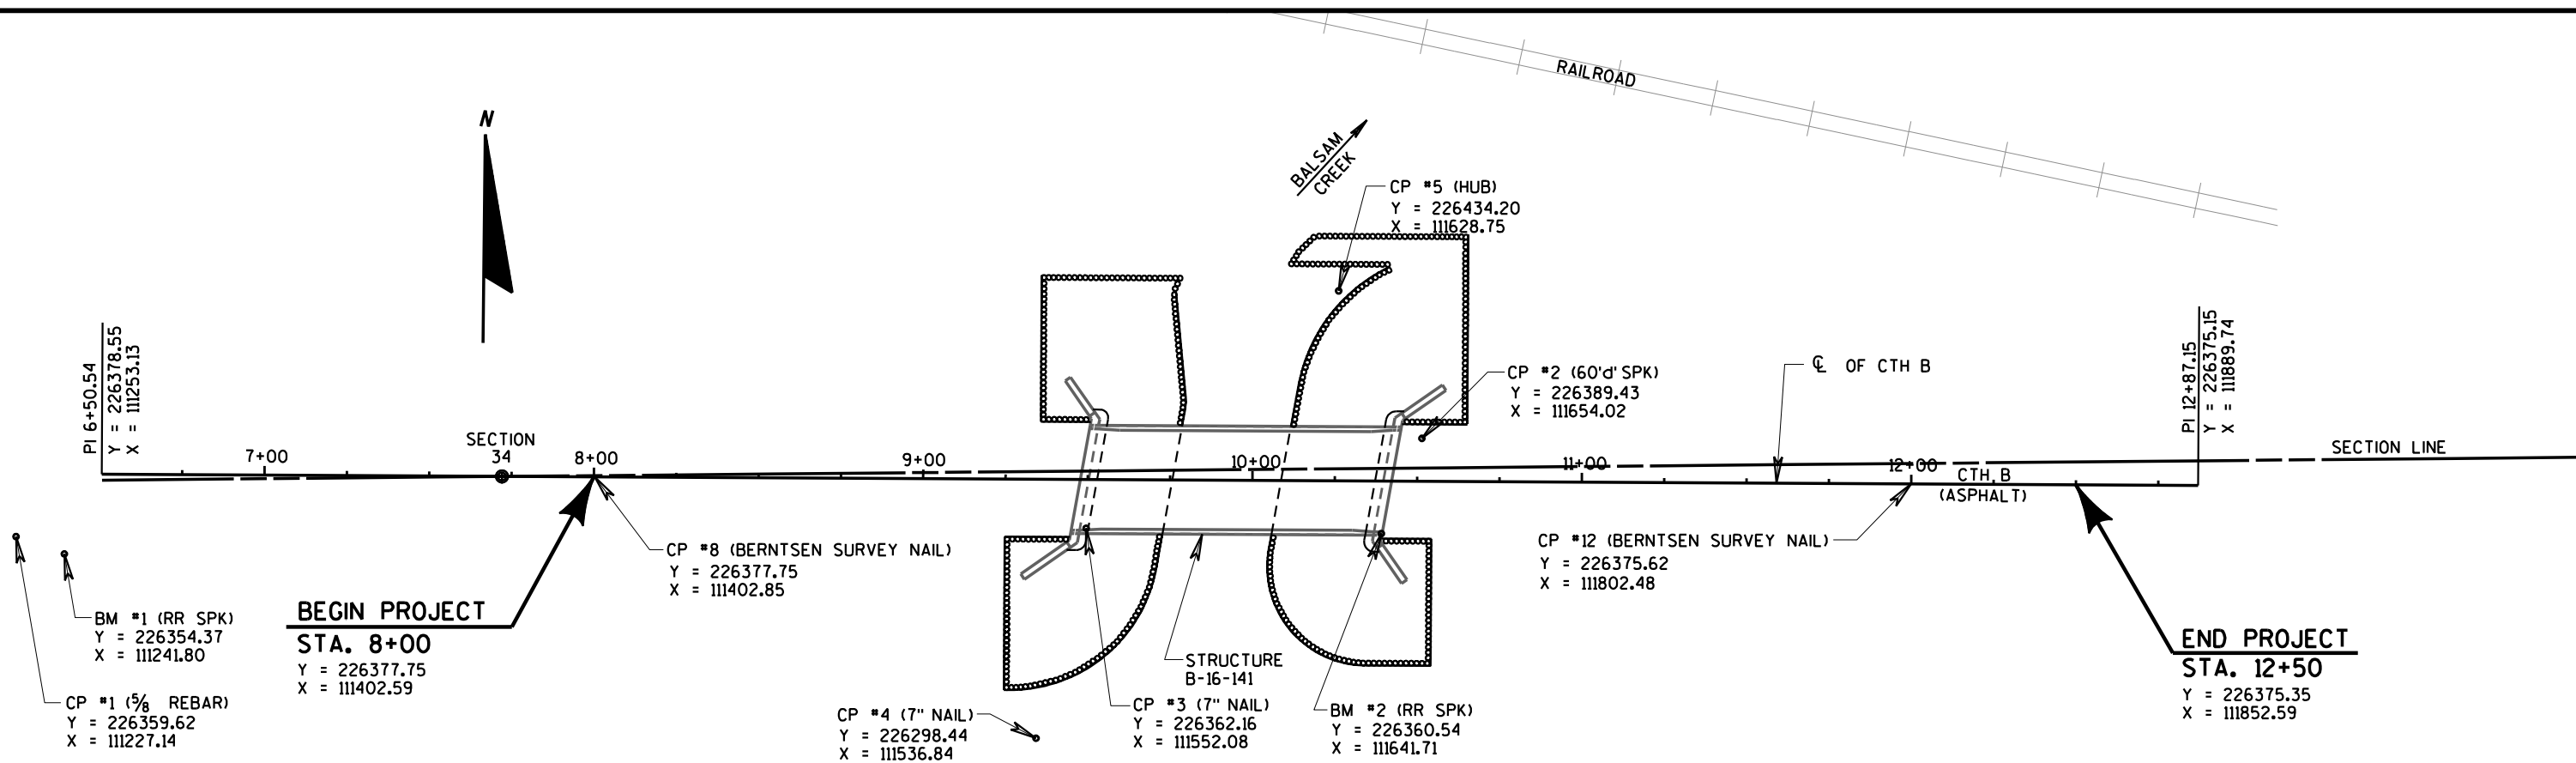 RAILROAD
N
BALSAM
CREEK
CP #5 (HUB)
Y = 226434.20
X = 111628.75
PI 6+50.54
Y = 226378.55
X = 111253.13
SECTION
34
7+00
8+00
9+00
10+00
11+00
12+00
CP #2 (60'd' SPK)
Y = 226389.43
X = 111654.02
℄ OF CTH B
PI 12+87.15
Y = 226375.15
X = 111889.74
SECTION LINE
CTH B
(ASPHALT)
CP #8 (BERNTSEN SURVEY NAIL)
Y = 226377.75
X = 111402.85
CP #12 (BERNTSEN SURVEY NAIL)
Y = 226375.62
X = 111802.48
BM #1 (RR SPK)
Y = 226354.37
X = 111241.80
BEGIN PROJECT
STA. 8+00
Y = 226377.75
X = 111402.59
CP #1 (5/8 REBAR)
Y = 226359.62
X = 111227.14
STRUCTURE
B-16-141
CP #4 (7" NAIL)
Y = 226298.44
X = 111536.84
CP #3 (7" NAIL)
Y = 226362.16
X = 111552.08
BM #2 (RR SPK)
Y = 226360.54
X = 111641.71
END PROJECT
STA. 12+50
Y = 226375.35
X = 111852.59